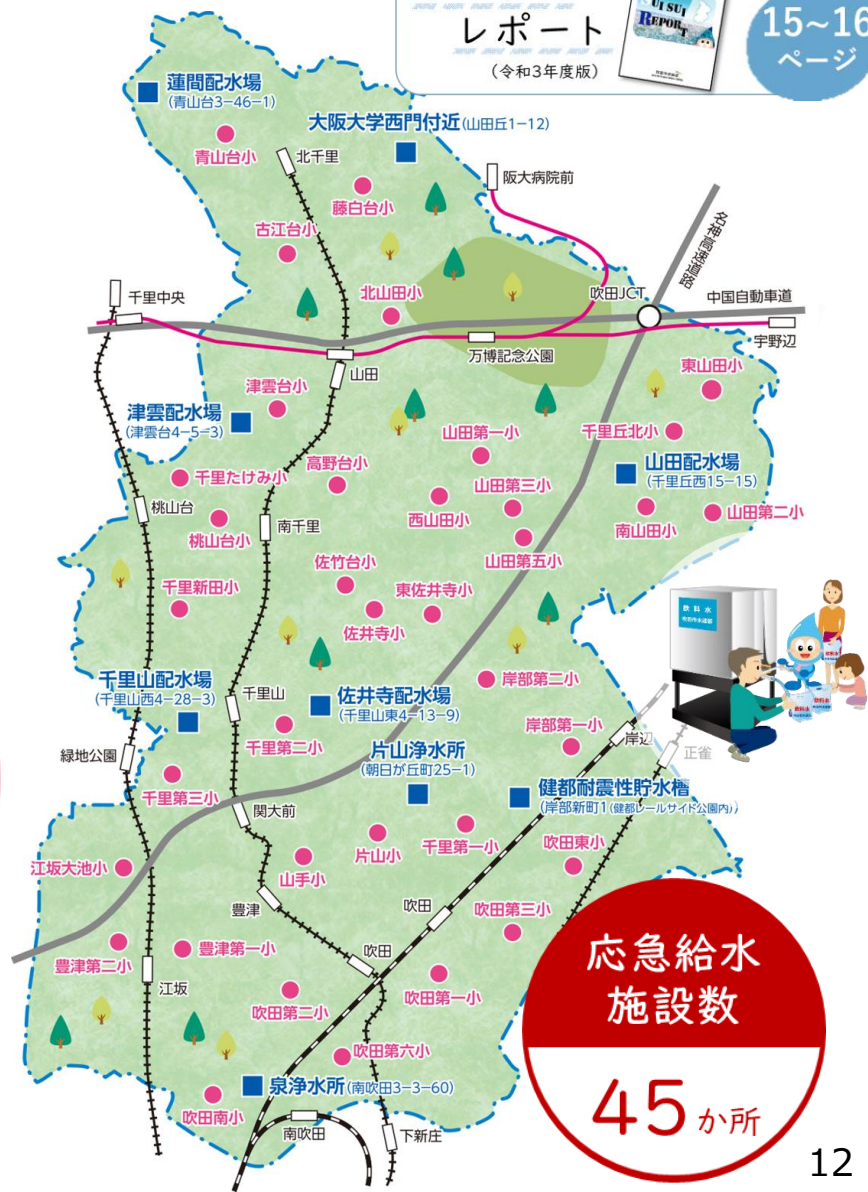 レポート
(令和3年度版)
UI SUI
REPORT
15~16
ページ
蓮間配水場
(青山台3-46-1)
大阪大学西門付近(山田丘1-12)
青山台小
北千里
阪大病院前
藤白台小
古江台小
名神高速道路
千里中央
北山田小
吹田JCT
中国自動車道
万博記念公園
宇野辺
山田
東山田小
津雲台小
津雲配水場
(津雲台4-5-3)
山田第一小
千里丘北小
高野台小
山田配水場
(千里丘西15-15)
千里たけみ小
山田第三小
西山田小
桃山台
南千里
南山田小
山田第二小
桃山台小
山田第五小
佐竹台小
東佐井寺小
千里新田小
佐井寺小
飲料水
岸部第二小
千里山配水場
(千里山西4-28-3)
千里山
佐井寺配水場
(千里山東4-13-9)
岸部第一小
岸辺
正雀
千里第二小
片山浄水所
(朝日が丘町25-1)
緑地公園
健都耐震性貯水槽
(岸部新町1(健都レールサイド公園内))
千里第三小
関大前
片山小
千里第一小
吹田東小
江坂大池小
山手小
豊津
吹田
吹田第三小
豊津第二小
豊津第一小
吹田
江坂
吹田第一小
吹田第二小
吹田第六小
泉浄水所(南吹田3-3-60)
吹田南小
南吹田
下新庄
応急給水
施設数
45か所
12